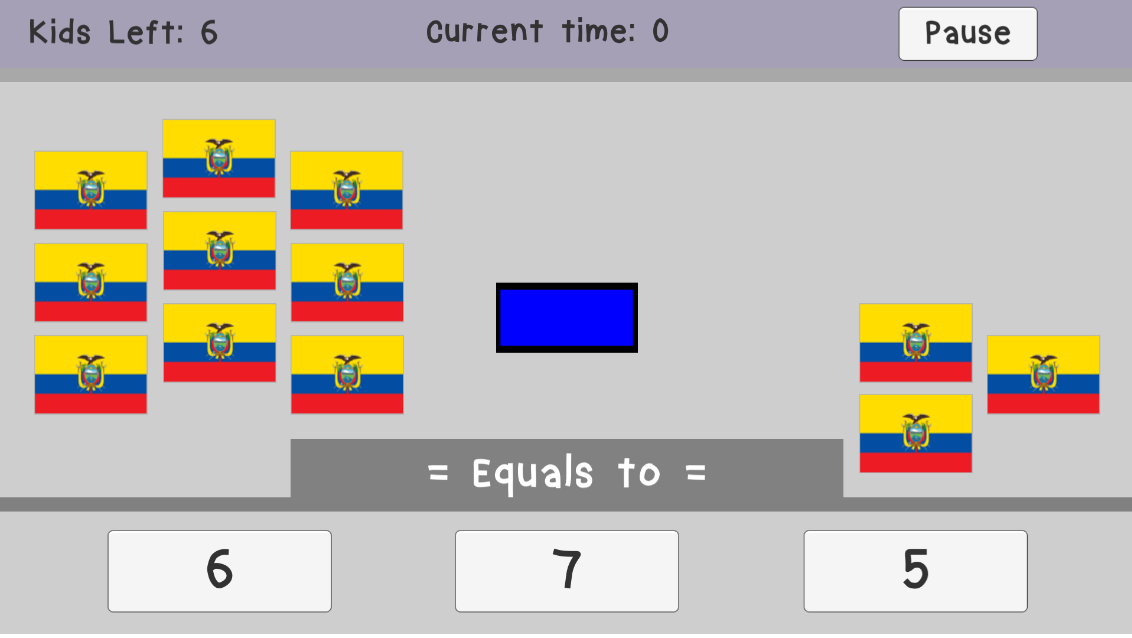 Kids Left: 6
Current time: 0
Pause
= Equals to =
6
7
5